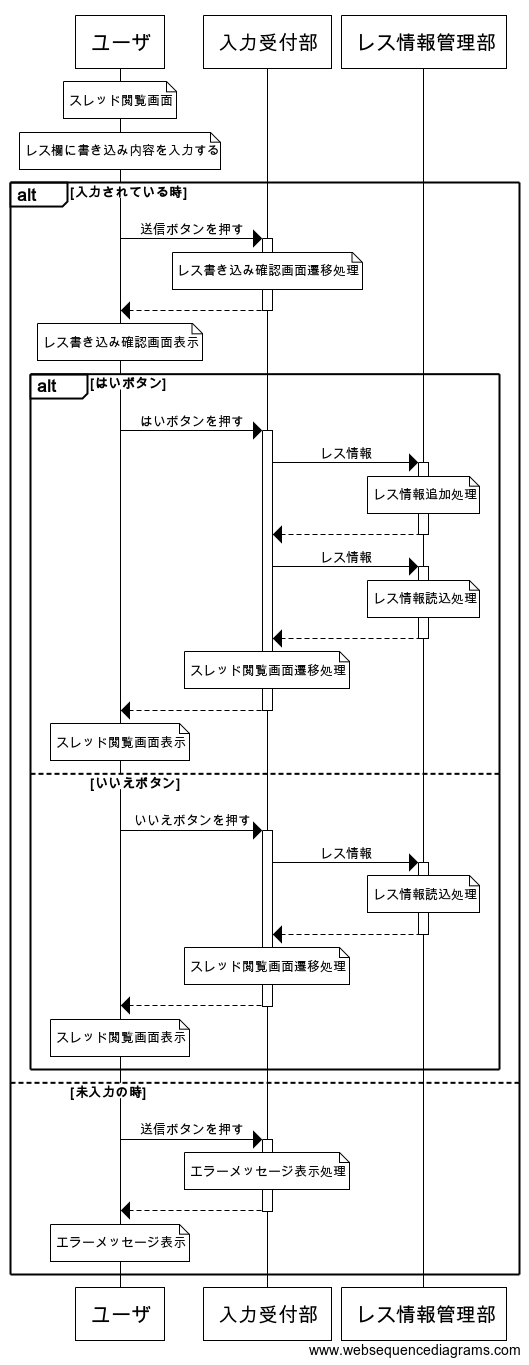 ユーザ 入力受付部 レス情報管理部
スレッド閲覧画面
レス欄に書き込み内容を入力する
alt [入力されている時]
送信ボタンを押す
レス書き込み確認画面遷移処理
レス書き込み確認画面表示
alt [はいボタン]
はいボタンを押す
レス情報
レス情報追加処理
レス情報
レス情報読込処理
スレッド閲覧画面遷移処理
スレッド閲覧画面表示
[いいえボタン]
いいえボタンを押す
レス情報
レス情報読込処理
スレッド閲覧画面遷移処理
スレッド閲覧画面表示
[未入力の時]
送信ボタンを押す
エラーメッセージ表示処理
エラーメッセージ表示
ユーザ 入力受付部 レス情報管理部
www.websequencediagrams.com